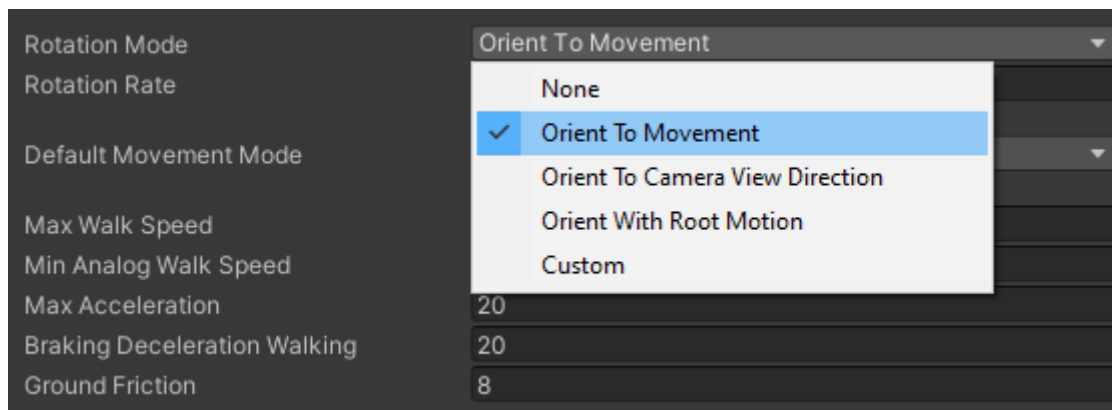 Rotation Mode Orient To Movement
Rotation Rate None
Orient To Movement
Default Movement Mode
Orient To Camera View Direction
Max Walk Speed Orient With Root Motion
Min Analog Walk Speed Custom
Max Acceleration 20
Braking Deceleration Walking 20
Ground Friction 8